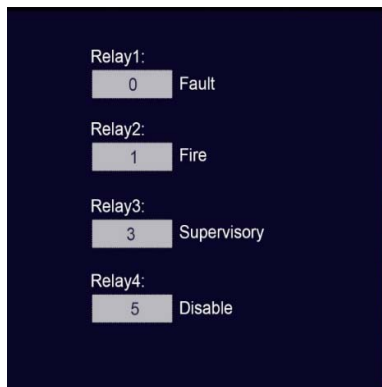 Relay1:
0 Fault
Relay2:
1 Fire
Relay3:
3 Supervisory
Relay4:
5 Disable